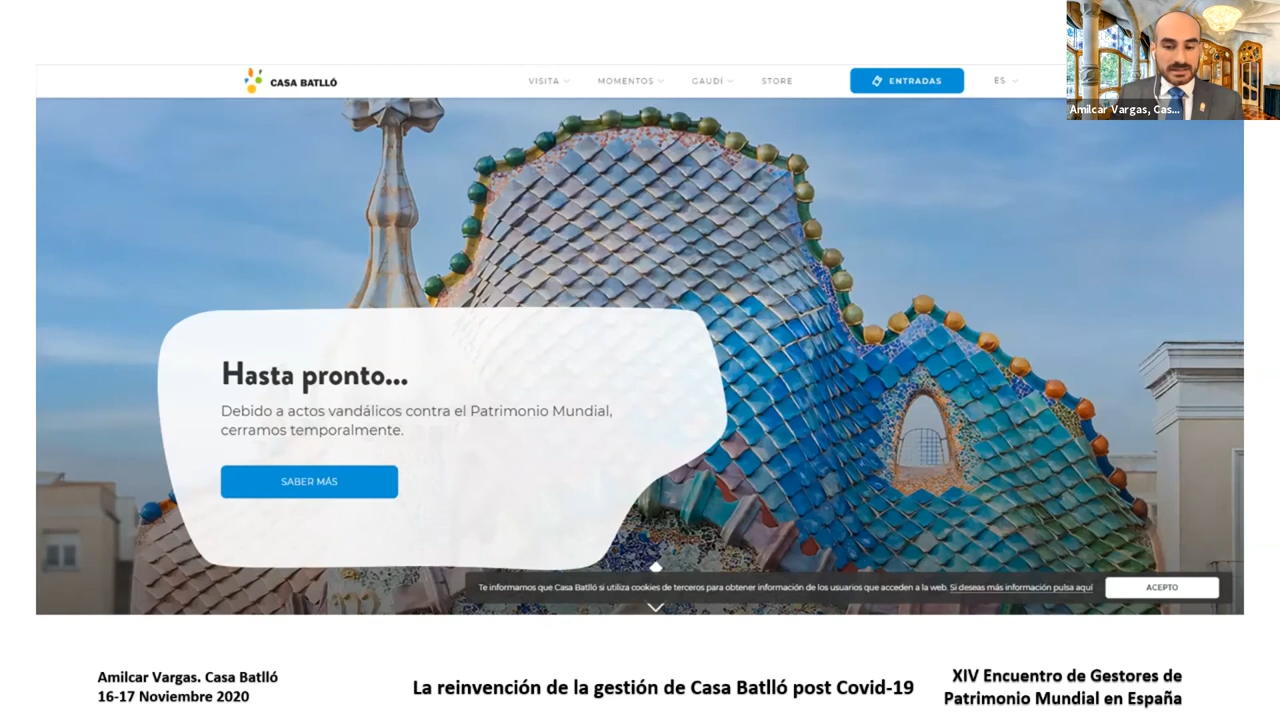 CASA BATLLÓ
VISITA
MOMENTOS
GAUDÍ
STORE
ENTRADAS
ES
Amilcar Vargas, Cas...
Hasta pronto...
Debido a actos vandálicos contra el Patrimonio Mundial,
cerramos temporalmente.
SABER MÁS
Te informamos que Casa Batlló si utiliza cookies de terceros para obtener información de los usuarios que acceden a la web. Si deseas más información pulsa aquí
ACEPTO
Amilcar Vargas. Casa Batlló
16-17 Noviembre 2020
La reinvención de la gestión de Casa Batlló post Covid-19
XIV Encuentro de Gestores de
Patrimonio Mundial en España